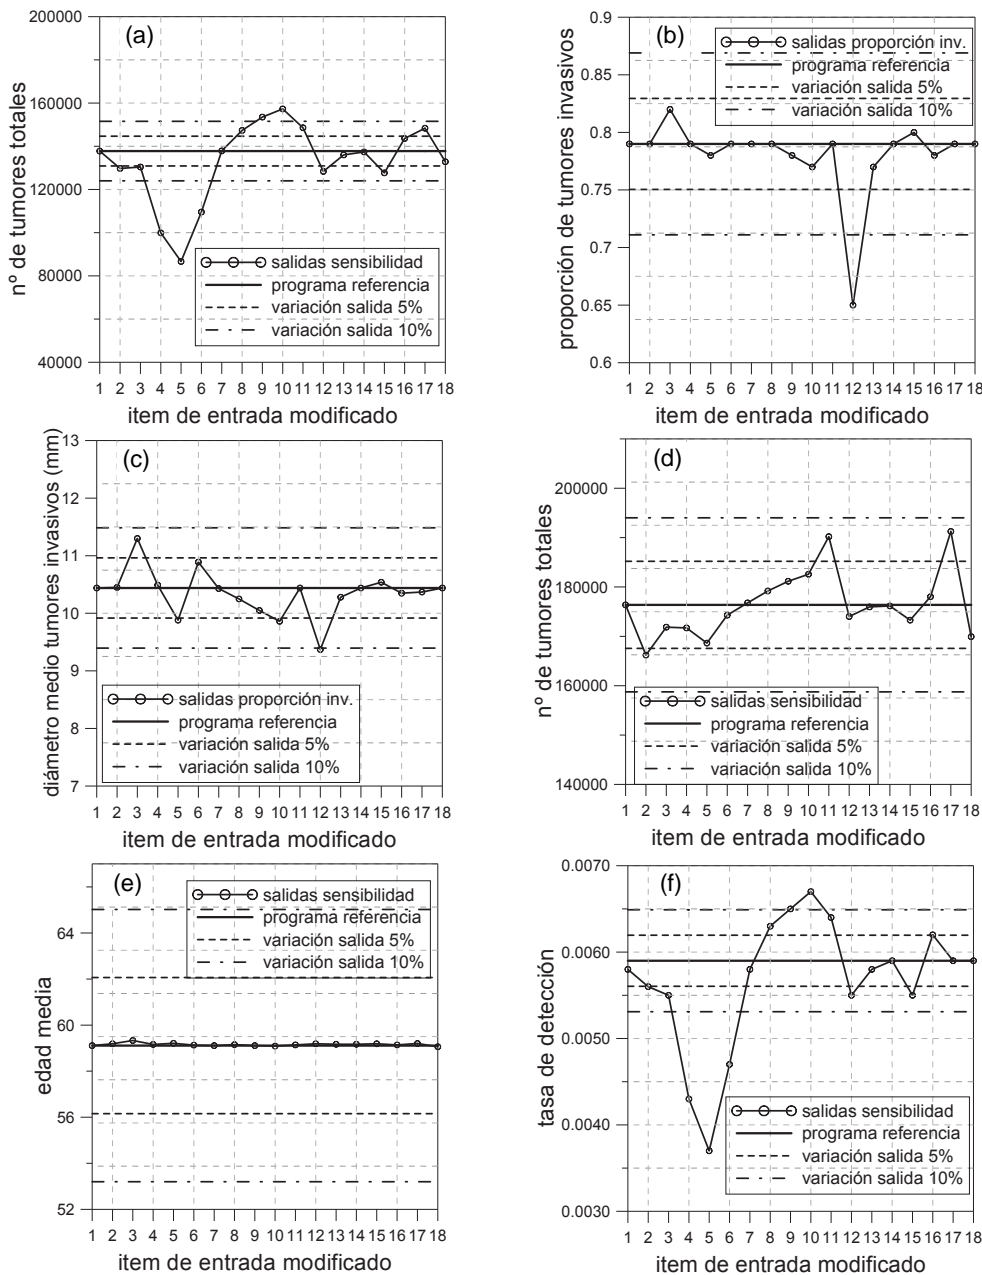 (a)
nº de tumores totales
200000
160000
120000
80000
40000
salidas sensibilidad
programa referencia
variación salida 5%
variación salida 10%
1 2 3 4 5 6 7 8 9 10 11 12 13 14 15 16 17 18
item de entrada modificado
(b)
proporción de tumores invasivos
0.9
0.85
0.8
0.75
0.7
0.65
0.6
salidas proporción inv.
programa referencia
variación salida 5%
variación salida 10%
1 2 3 4 5 6 7 8 9 10 11 12 13 14 15 16 17 18
item de entrada modificado
(c)
diámetro medio tumores invasivos (mm)
13
12
11
10
9
8
7
salidas proporción inv.
programa referencia
variación salida 5%
variación salida 10%
1 2 3 4 5 6 7 8 9 10 11 12 13 14 15 16 17 18
item de entrada modificado
(d)
nº de tumores totales
200000
180000
160000
140000
salidas sensibilidad
programa referencia
variación salida 5%
variación salida 10%
1 2 3 4 5 6 7 8 9 10 11 12 13 14 15 16 17 18
item de entrada modificado
(e)
edad media
64
60
56
52
salidas sensibilidad
programa referencia
variación salida 5%
variación salida 10%
1 2 3 4 5 6 7 8 9 10 11 12 13 14 15 16 17 18
item de entrada modificado
(f)
tasa de detección
0.0070
0.0060
0.0050
0.0040
0.0030
salidas sensibilidad
programa referencia
variación salida 5%
variación salida 10%
1 2 3 4 5 6 7 8 9 10 11 12 13 14 15 16 17 18
item de entrada modificado